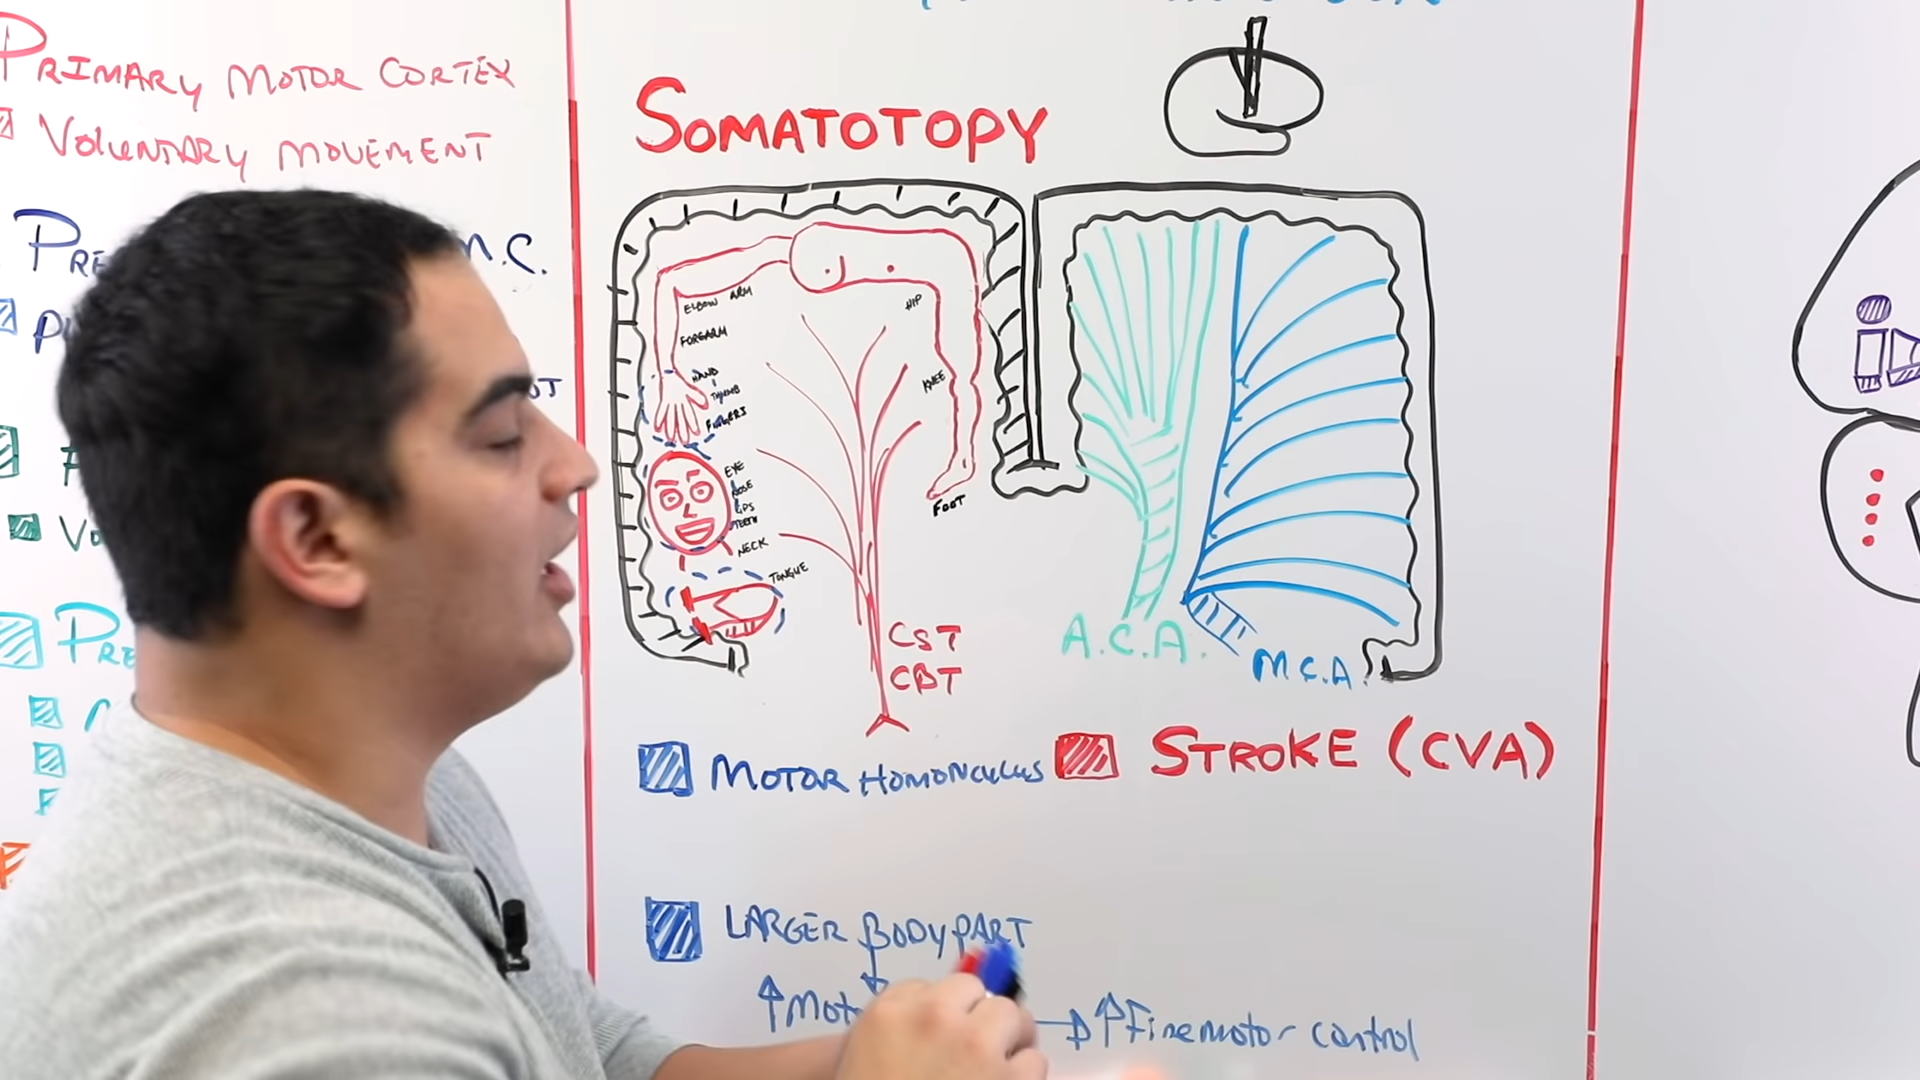 PRIMARY MOTOR CORTEX
VOLUNTARY MOVEMENT
M.C.
SOMATOTOPY
ELBOW ARM
FOREARM
HAND
THUMB
FINGERS
EYE
NOSE
LIPS
TEETH
NECK
TONGUE
HIP
KNEE
FOOT
CST
CBT
A.C.A.
M.C.A.
MOTOR HOMONCULUS
STROKE (CVA)
LARGER BODY PART
↑ Fine motor control